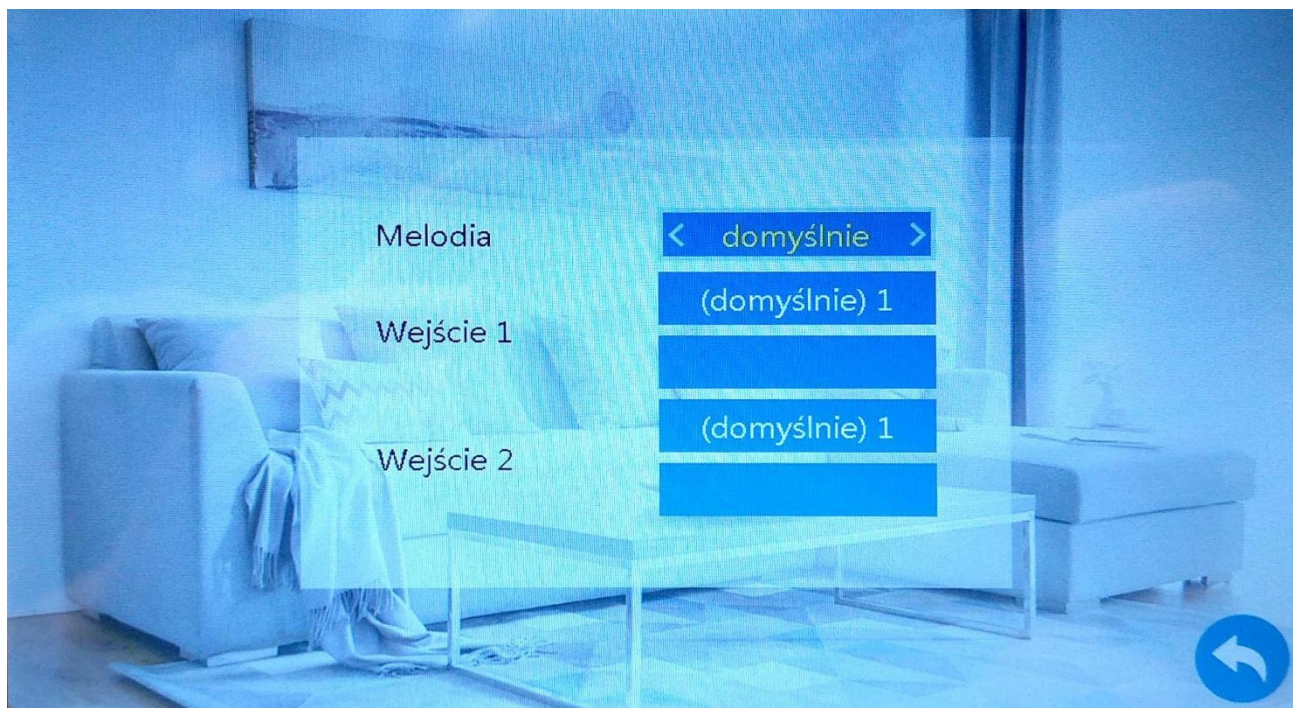 Melodia
< domyślnie >
(domyślnie) 1
Wejście 1
(domyślnie) 1
Wejście 2